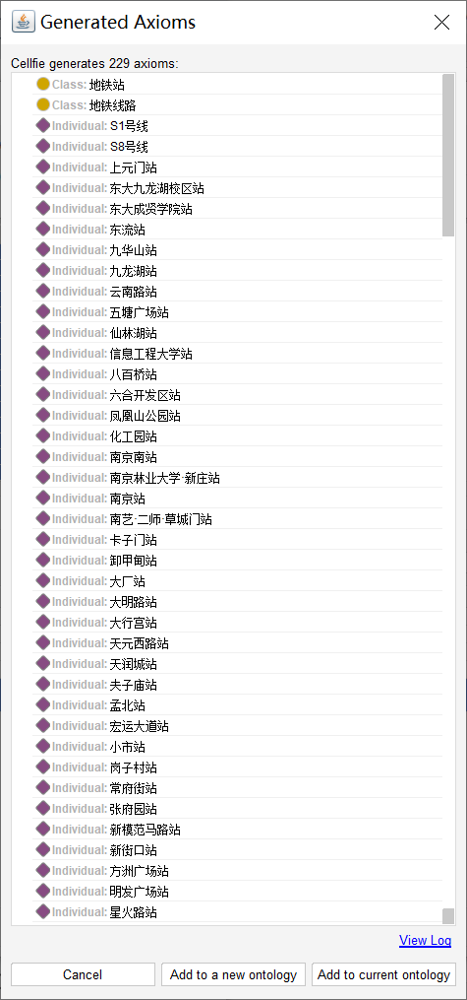 Generated Axioms
Cellfie generates 229 axioms:
Class: 地铁站
Class: 地铁线路
Individual: S1号线
Individual: S8号线
Individual: 上元门站
Individual: 东大九龙湖校区站
Individual: 东大成贤学院站
Individual: 东流站
Individual: 九华山站
Individual: 九龙湖站
Individual: 云南路站
Individual: 五塘广场站
Individual: 仙林湖站
Individual: 信息工程大学站
Individual: 八百桥站
Individual: 六合开发区站
Individual: 凤凰山公园站
Individual: 化工园站
Individual: 南京南站
Individual: 南京林业大学·新庄站
Individual: 南京站
Individual: 南艺·二师·草城门站
Individual: 卡子门站
Individual: 卸甲甸站
Individual: 大厂站
Individual: 大明路站
Individual: 大行宫站
Individual: 天元西路站
Individual: 天润城站
Individual: 夫子庙站
Individual: 孟北站
Individual: 宏运大道站
Individual: 小市站
Individual: 岗子村站
Individual: 常府街站
Individual: 张府园站
Individual: 新模范马路站
Individual: 新街口站
Individual: 方洲广场站
Individual: 明发广场站
Individual: 星火路站
View Log
Cancel
Add to a new ontology
Add to current ontology